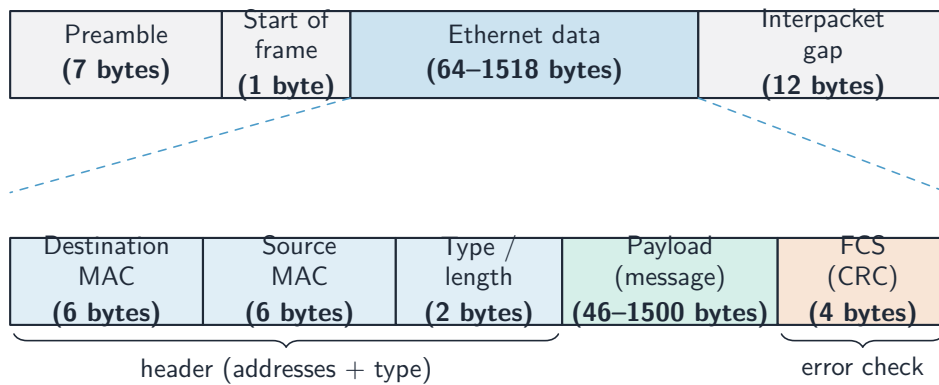 Preamble
(7 bytes)
Start of
frame
(1 byte)
Ethernet data
(64–1518 bytes)
Interpacket
gap
(12 bytes)
Destination
MAC
(6 bytes)
Source
MAC
(6 bytes)
Type /
length
(2 bytes)
Payload
(message)
(46–1500 bytes)
FCS
(CRC)
(4 bytes)
header (addresses + type)
error check